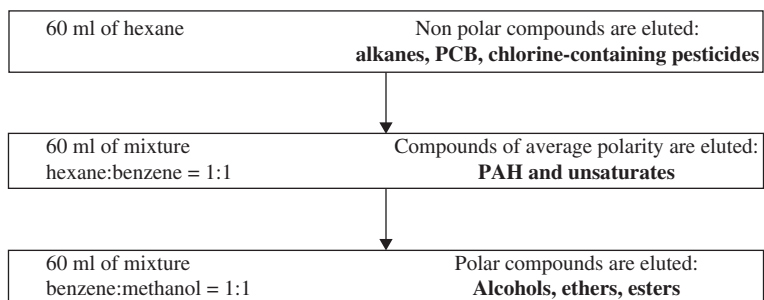 60 ml of hexane
Non polar compounds are eluted:
alkanes, PCB, chlorine-containing pesticides
60 ml of mixture
hexane:benzene = 1:1
Compounds of average polarity are eluted:
PAH and unsaturates
60 ml of mixture
benzene:methanol = 1:1
Polar compounds are eluted:
Alcohols, ethers, esters